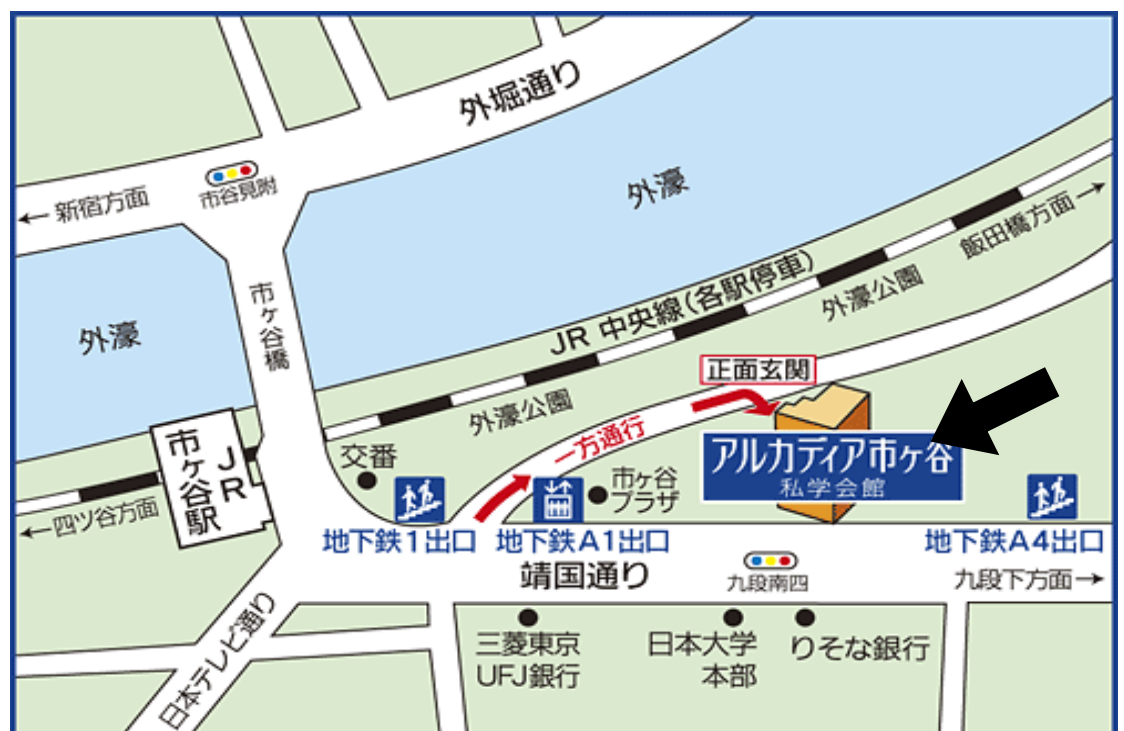 外堀通り
市谷見附
←新宿方面
外濠
飯田橋方面→
市ヶ谷橋
外濠
JR 中央線(各駅停車)
外濠公園
正面玄関
外濠公園
一方通行
アルカディア市ヶ谷
私学会館
市ヶ谷駅
JR
交番
市ヶ谷
プラザ
←四ツ谷方面
地下鉄1出口
地下鉄A1出口
地下鉄A4出口
靖国通り
九段南四
九段下方面→
日本テレビ通り
三菱東京
UFJ銀行
日本大学
本部
りそな銀行